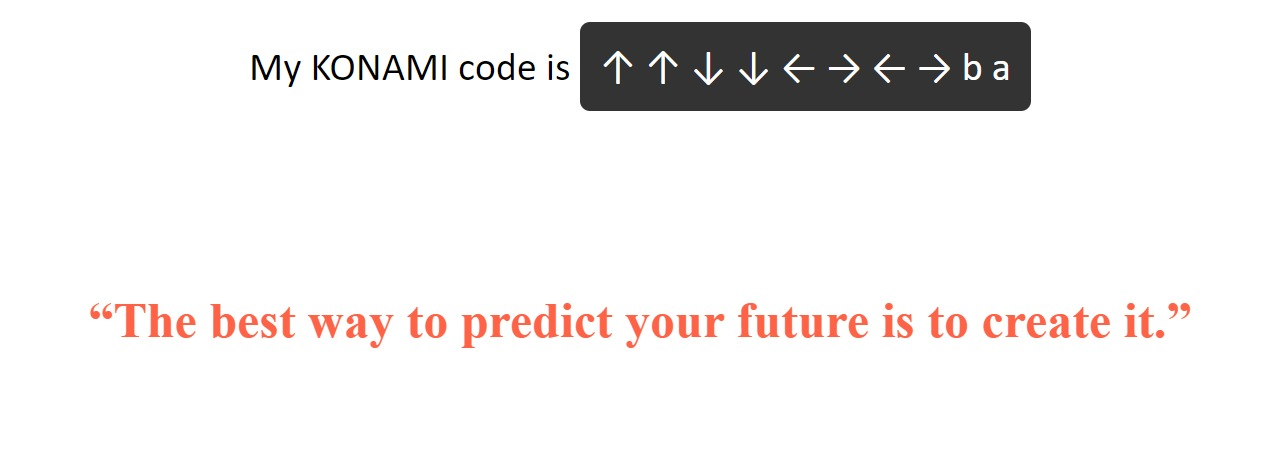 My KONAMI code is ↑ ↑ ↓ ↓ ← → ← → b a
“The best way to predict your future is to create it.”